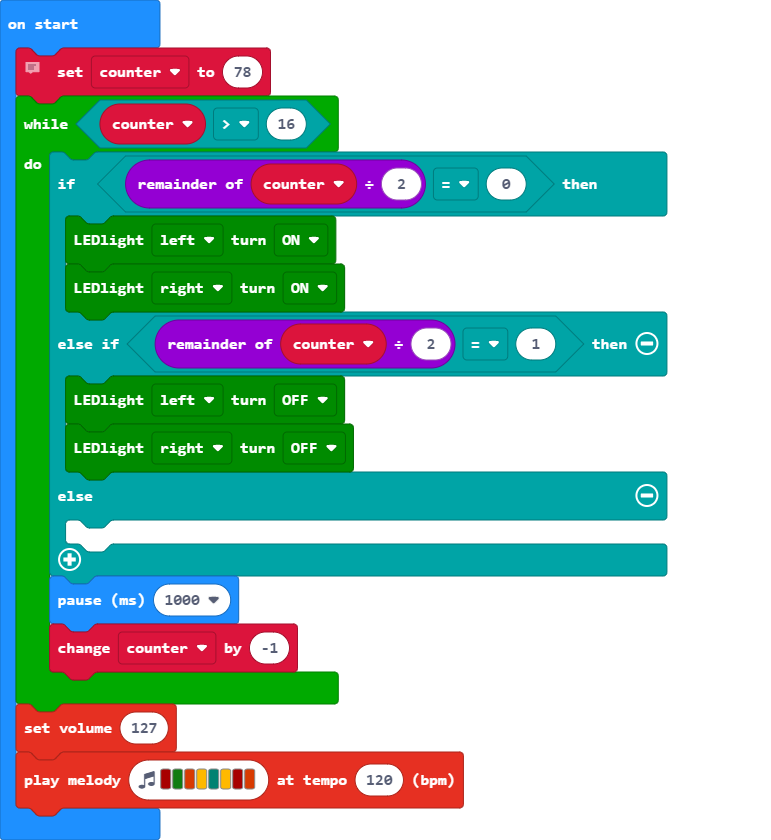 on start
set counter to 78
while counter > 16
do
if remainder of counter ÷ 2 = 0 then
LEDlight left turn ON
LEDlight right turn ON
else if remainder of counter ÷ 2 = 1 then
LEDlight left turn OFF
LEDlight right turn OFF
else
pause (ms) 1000
change counter by -1
set volume 127
play melody at tempo 120 (bpm)